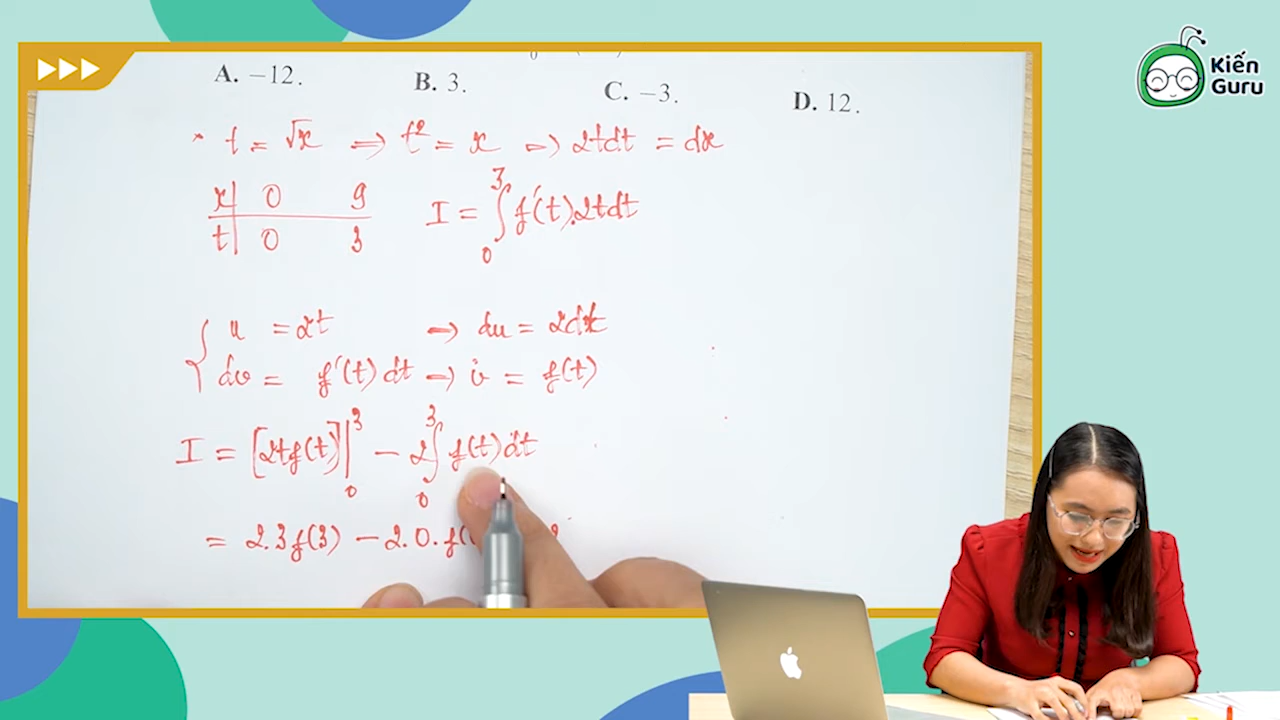 Kiến
Guru
A. −12.
B. 3.
C. −3.
D. 12.
* t = √x ⟹ t² = x ⟹ 2tdt = dx
x | 0 9
t | 0 3
I = ∫₀³ f'(t).2tdt
{ u = 2t → du = 2dt
dv = f'(t)dt → v = f(t)
I = [2tf(t)]|₀³ − 2∫₀³ f(t)dt
= 2.3f(3) − 2.0.f(